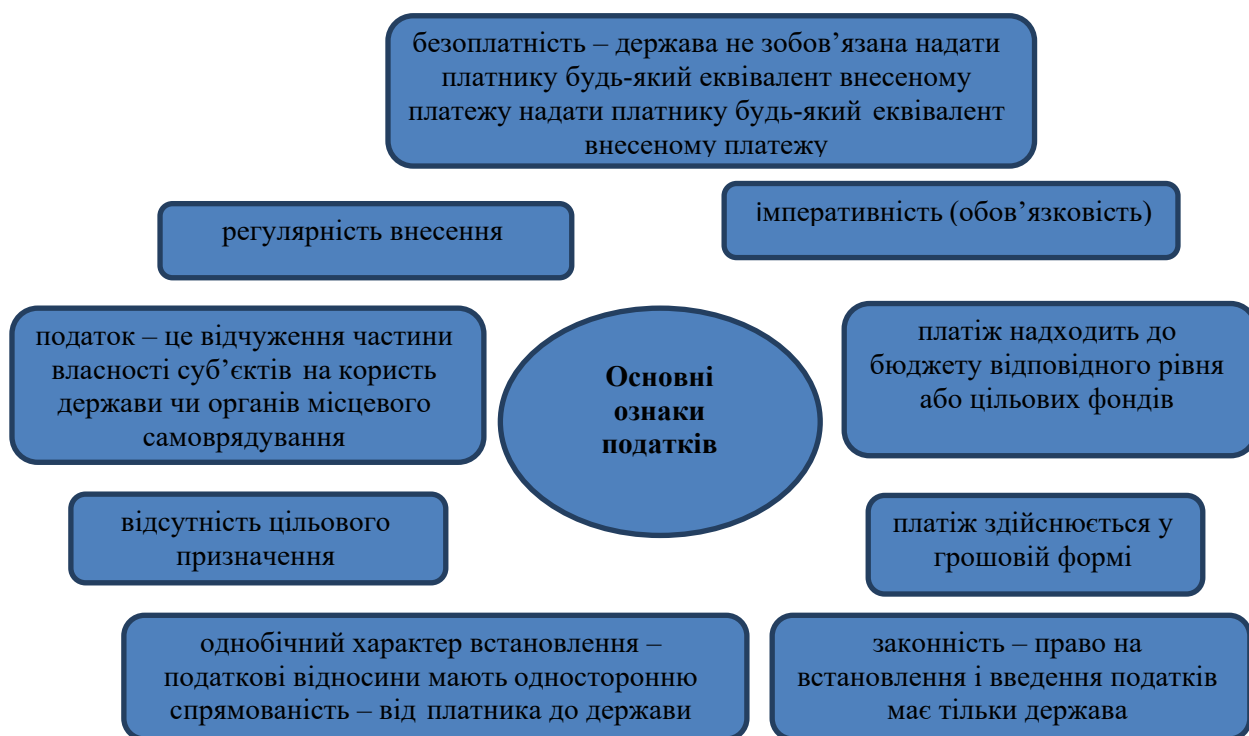 безоплатність – держава не зобов’язана надати
платнику будь-який еквівалент внесеному
платежу надати платнику будь-який еквівалент
внесеному платежу
регулярність внесення
імперативність (обов’язковість)
податок – це відчуження частини
власності суб’єктів на користь
держави чи органів місцевого
самоврядування
Основні
ознаки
податків
платіж надходить до
бюджету відповідного рівня
або цільових фондів
відсутність цільового
призначення
платіж здійснюється у
грошовій формі
однобічний характер встановлення –
податкові відносини мають односторонню
спрямованість – від платника до держави
законність – право на
встановлення і введення податків
має тільки держава